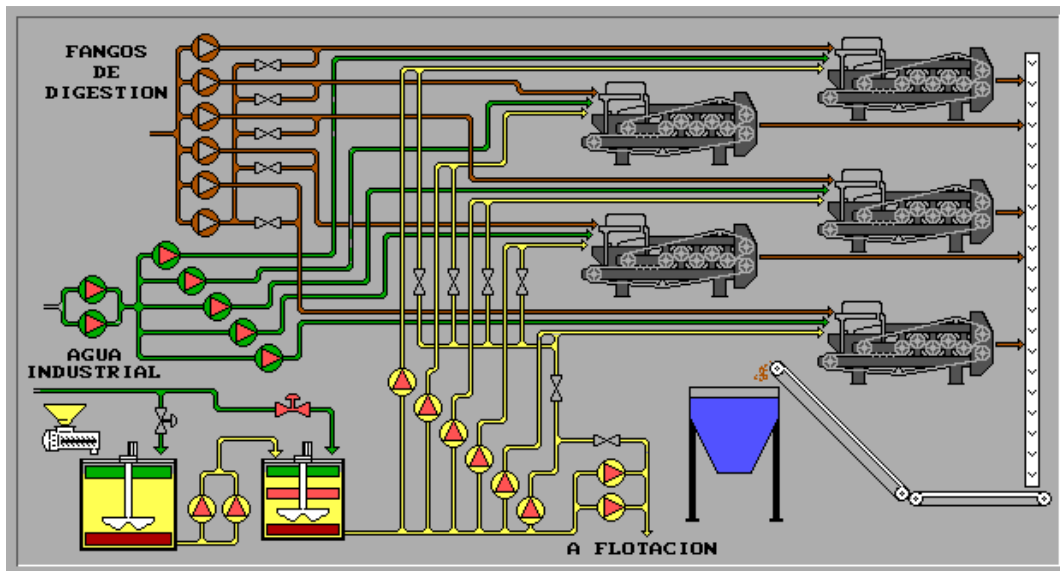 FANGOS
DE
DIGESTION
AGUA
INDUSTRIAL
A FLOTACION